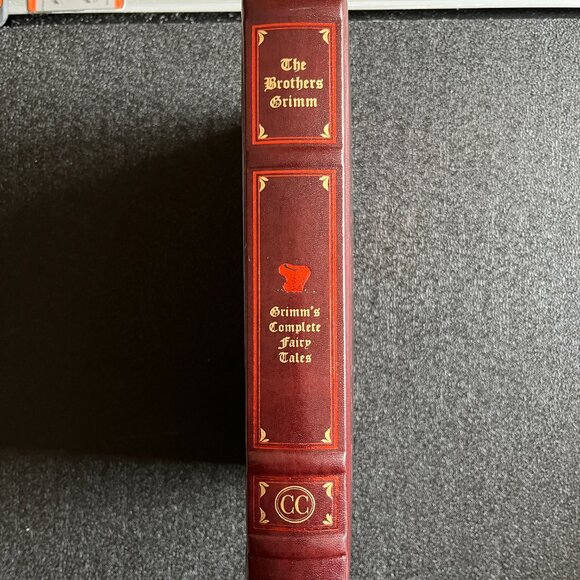 The
Brothers
Grimm
Grimm's
Complete
Fairy
Tales
CC